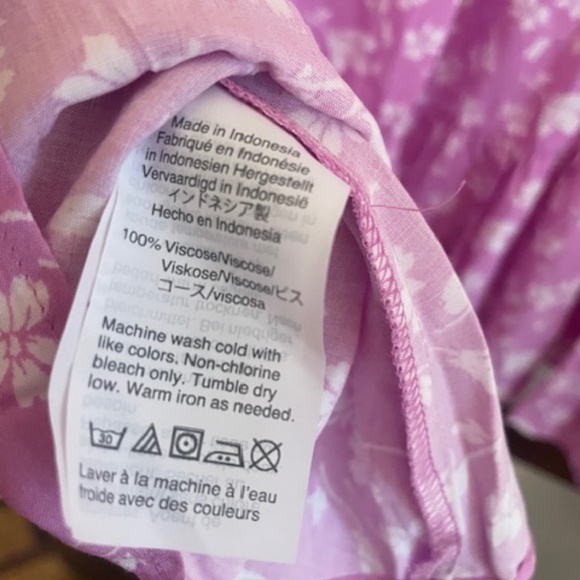 Made in Indonesia
Fabriqué en Indonésie
in Indonesien Hergestellt
Vervaardigd in Indonesië
インドネシア製
Hecho en Indonesia
100% Viscose/Viscose/
Viskose/Viscose/ビス
コース/viscosa
Machine wash cold with
like colors. Non-chlorine
bleach only. Tumble dry
low. Warm iron as needed.
30
Laver à la machine à l'eau
froide avec des couleurs